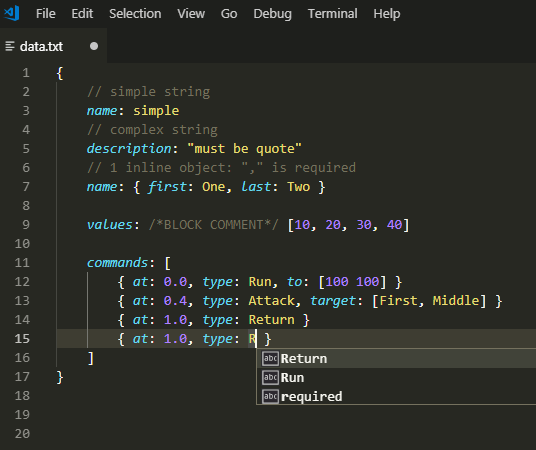 File Edit Selection View Go Debug Terminal Help
data.txt
1 {
2 // simple string
3 name: simple
4 // complex string
5 description: "must be quote"
6 // 1 inline object: "," is required
7 name: { first: One, last: Two }
8
9 values: /*BLOCK COMMENT*/ [10, 20, 30, 40]
10
11 commands: [
12 { at: 0.0, type: Run, to: [100 100] }
13 { at: 0.4, type: Attack, target: [First, Middle] }
14 { at: 1.0, type: Return }
15 { at: 1.0, type: R }
abc Return
16 ]
abc Run
17 }
abc required
18
19
20